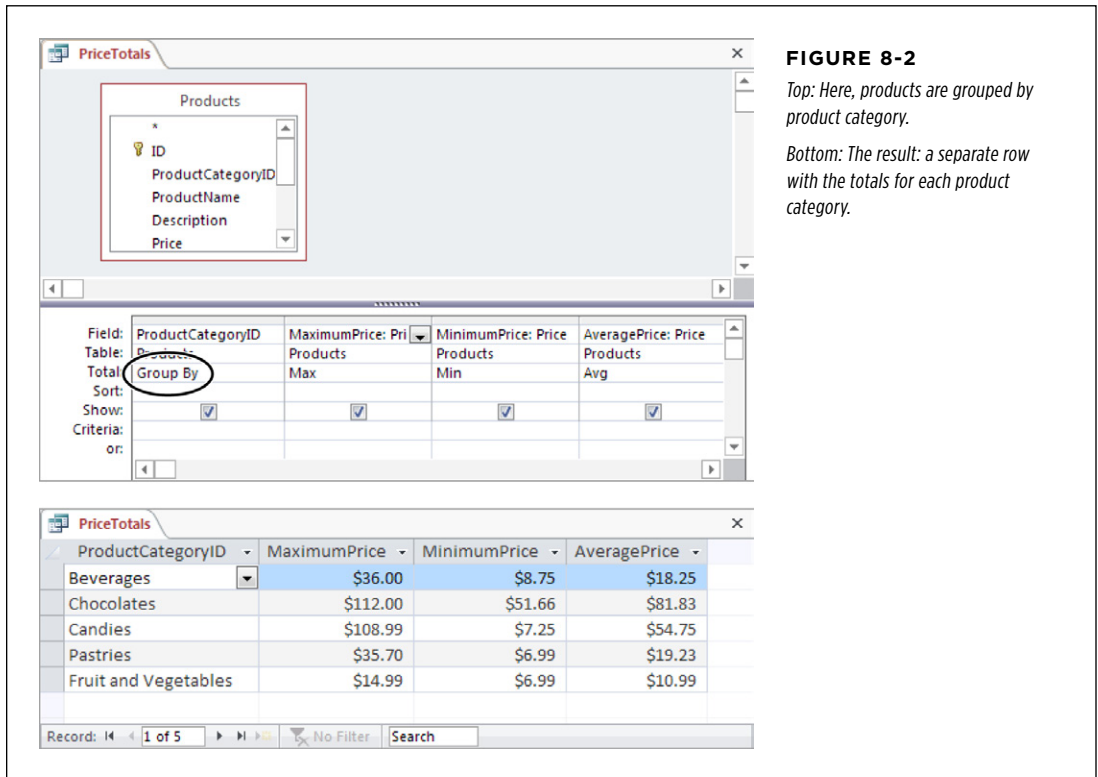 PriceTotals
Products
*
ID
ProductCategoryID
ProductName
Description
Price
Field: ProductCategoryID MaximumPrice: Pri MinimumPrice: Price AveragePrice: Price
Table: Products Products Products Products
Total: Group By Max Min Avg
Sort:
Show:
Criteria:
or:
PriceTotals
ProductCategoryID MaximumPrice MinimumPrice AveragePrice
Beverages $36.00 $8.75 $18.25
Chocolates $112.00 $51.66 $81.83
Candies $108.99 $7.25 $54.75
Pastries $35.70 $6.99 $19.23
Fruit and Vegetables $14.99 $6.99 $10.99
Record: 1 of 5 No Filter Search
FIGURE 8-2
Top: Here, products are grouped by
product category.
Bottom: The result: a separate row
with the totals for each product
category.